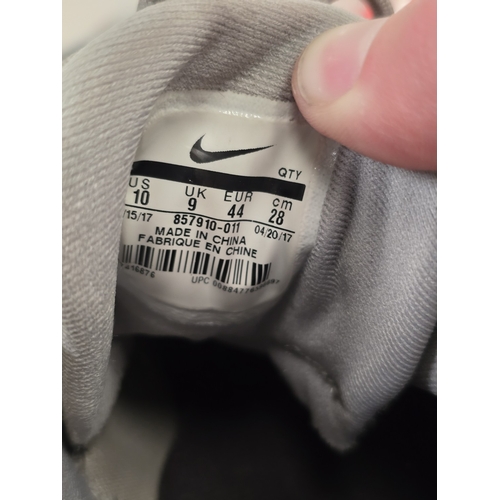 QTY
US UK EUR cm
10 9 44 28
/15/17 857910-011 04/20/17
MADE IN CHINA
FABRIQUE EN CHINE
UPC